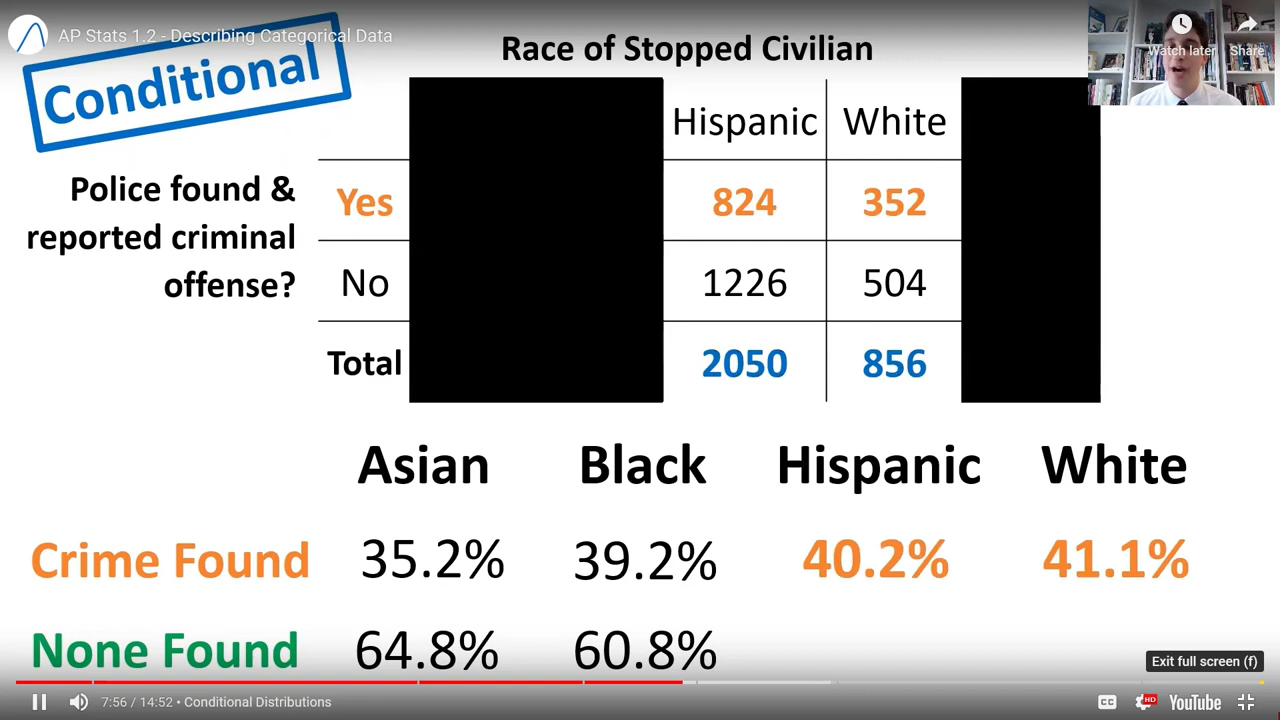 AP Stats 1.2 - Describing Categorical Data
Watch later
Share
Conditional
Race of Stopped Civilian
Hispanic White
Police found &
reported criminal
offense?
Yes 824 352
No 1226 504
Total 2050 856
Asian Black Hispanic White
Crime Found 35.2% 39.2% 40.2% 41.1%
None Found 64.8% 60.8%
Exit full screen (f)
7:56 / 14:52 • Conditional Distributions
CC
HD
YouTube